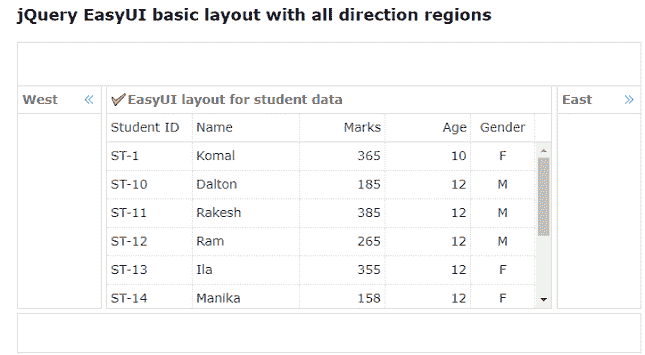 jQuery EasyUI basic layout with all direction regions
West
EasyUI layout for student data
East
Student ID Name Marks Age Gender
ST-1 Komal 365 10 F
ST-10 Dalton 185 12 M
ST-11 Rakesh 385 12 M
ST-12 Ram 265 12 M
ST-13 Ila 355 12 F
ST-14 Manika 158 12 F